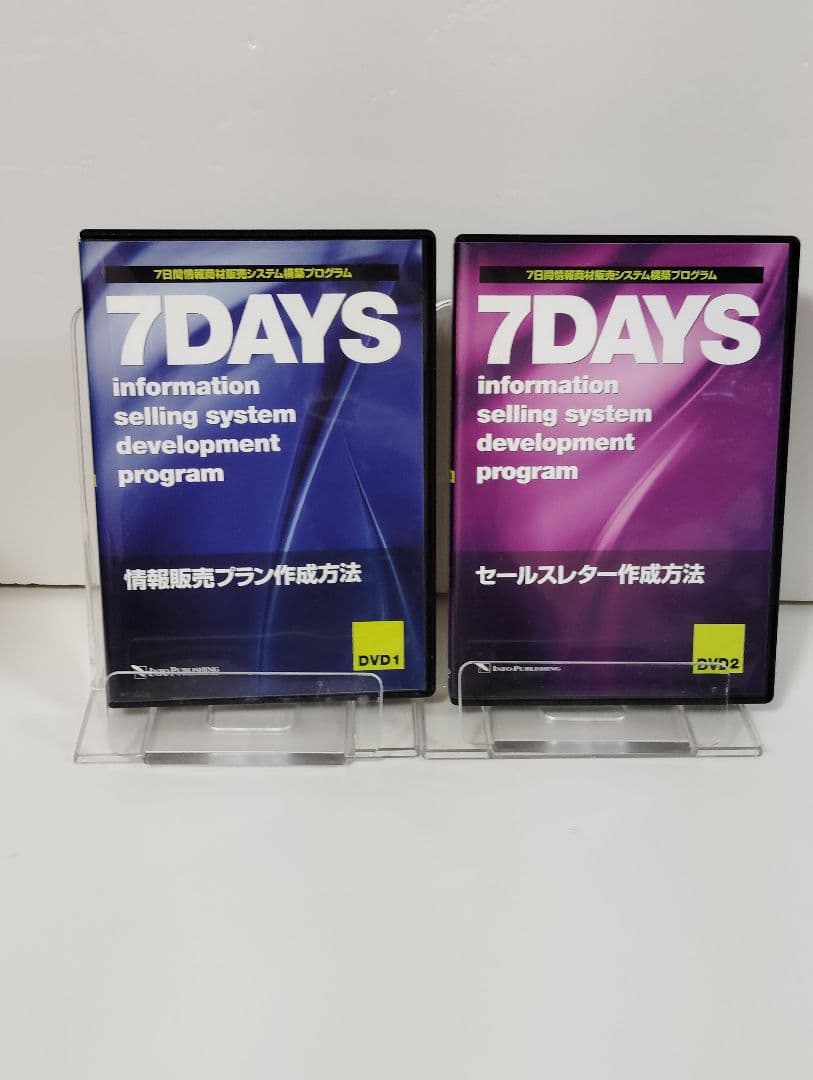 7日間情報商材販売システム構築プログラム
7DAYS
information
selling system
development
program
情報販売プラン作成方法
DVD1
INFO-PUBLISHING
7日間情報商材販売システム構築プログラム
7DAYS
information
selling system
development
program
セールスレター作成方法
DVD2
INFO-PUBLISHING